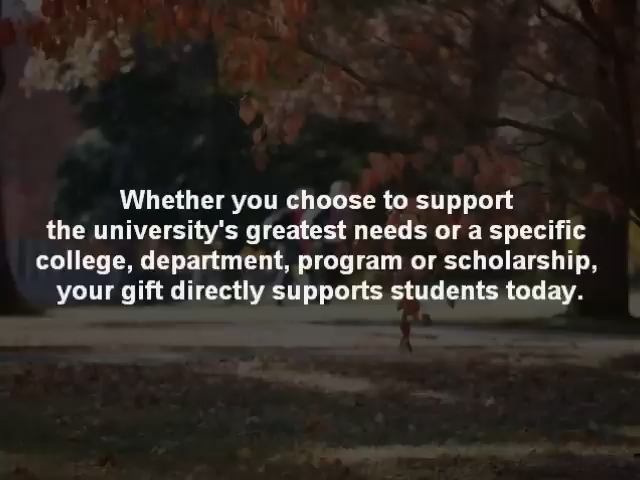 Whether you choose to support
the university's greatest needs or a specific
college, department, program or scholarship,
your gift directly supports students today.